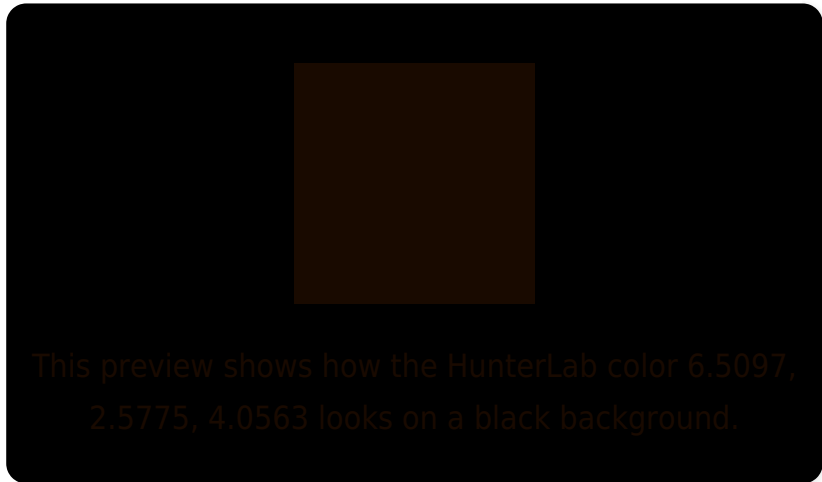 This preview shows how the HunterLab color 6.5097,
2.5775, 4.0563 looks on a black background.